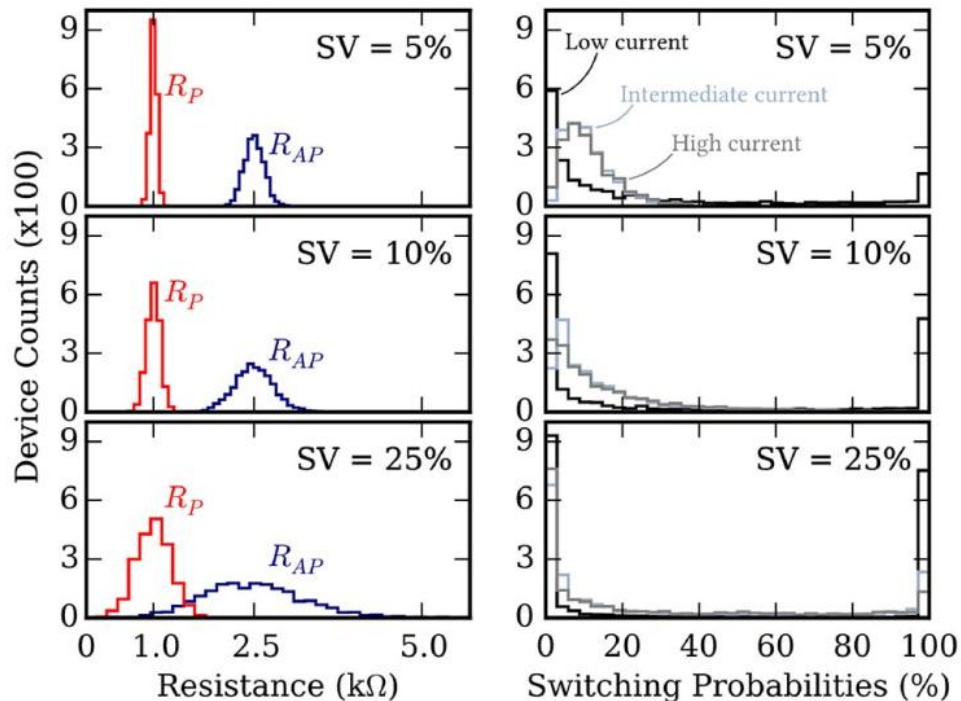 Device Counts (x100)
9
6
3
0
SV = 5%
R_P
R_AP
9
6
3
0
SV = 10%
R_P
R_AP
9
6
3
0
SV = 25%
R_P
R_AP
0 1.0 2.5 5.0
Resistance (kΩ)
9
6
3
0
Low current
SV = 5%
Intermediate current
High current
9
6
3
0
SV = 10%
9
6
3
0
SV = 25%
0 20 40 60 80 100
Switching Probabilities (%)